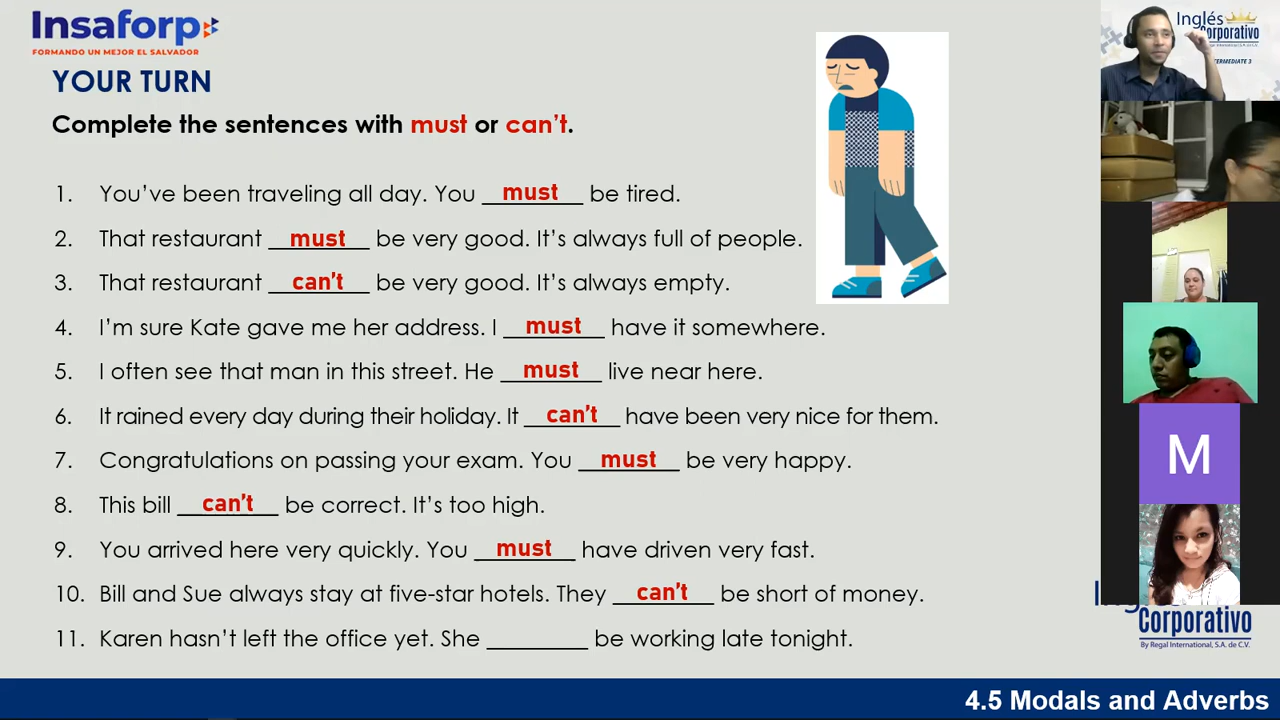 Insaforp
FORMANDO UN MEJOR EL SALVADOR
YOUR TURN
Complete the sentences with must or can't.
1. You've been traveling all day. You must be tired.
2. That restaurant must be very good. It's always full of people.
3. That restaurant can't be very good. It's always empty.
4. I'm sure Kate gave me her address. I must have it somewhere.
5. I often see that man in this street. He must live near here.
6. It rained every day during their holiday. It can't have been very nice for them.
7. Congratulations on passing your exam. You must be very happy.
8. This bill can't be correct. It's too high.
9. You arrived here very quickly. You must have driven very fast.
10. Bill and Sue always stay at five-star hotels. They can't be short of money.
11. Karen hasn't left the office yet. She ________ be working late tonight.
Inglés
Corporativo
M
Corporativo
By Regal International, S.A. de C.V.
4.5 Modals and Adverbs